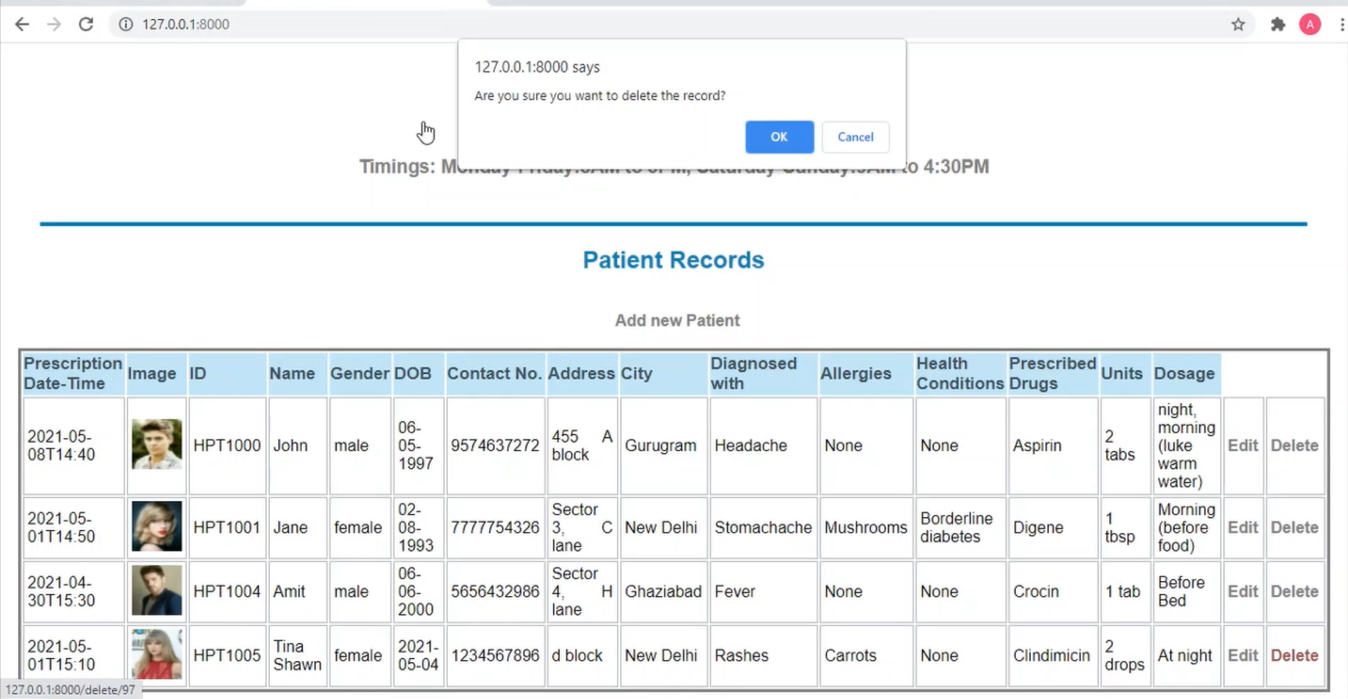 127.0.0.1:8000
A
127.0.0.1:8000 says
Are you sure you want to delete the record?
OK Cancel
Timings: Monday-Friday:8AM to 6PM, Saturday-Sunday:9AM to 4:30PM
Patient Records
Add new Patient
Prescription Date-Time Image ID Name Gender DOB Contact No. Address City Diagnosed with Allergies Health Conditions Prescribed Drugs Units Dosage
2021-05-08T14:40 HPT1000 John male 06-05-1997 9574637272 455 A block Gurugram Headache None None Aspirin 2 tabs night, morning (luke warm water) Edit Delete
2021-05-01T14:50 HPT1001 Jane female 02-08-1993 7777754326 Sector 3, C lane New Delhi Stomachache Mushrooms Borderline diabetes Digene 1 tbsp Morning (before food) Edit Delete
2021-04-30T15:30 HPT1004 Amit male 06-06-2000 5656432986 Sector 4, H lane Ghaziabad Fever None None Crocin 1 tab Before Bed Edit Delete
2021-05-01T15:10 HPT1005 Tina Shawn female 2021-05-04 1234567896 d block New Delhi Rashes Carrots None Clindimicin 2 drops At night Edit Delete
127.0.0.1:8000/delete/97